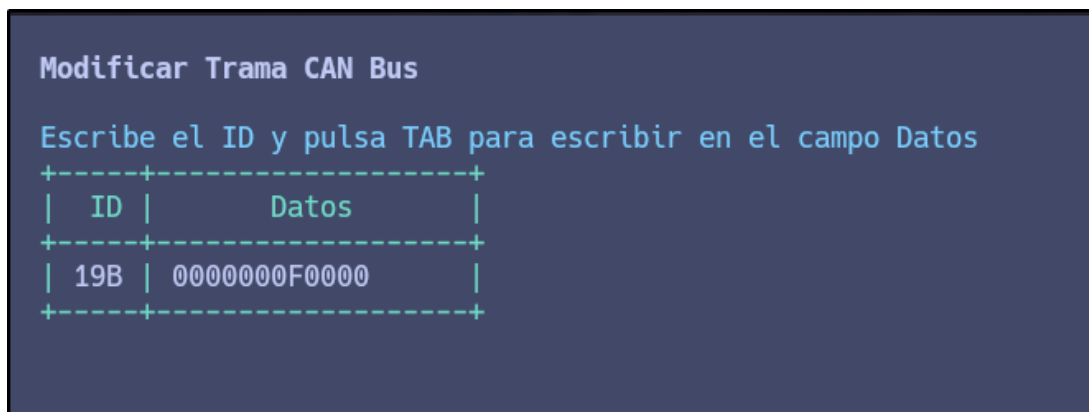 Modificar Trama CAN Bus
Escribe el ID y pulsa TAB para escribir en el campo Datos
+-----+-------------------+
|  ID |       Datos       |
+-----+-------------------+
| 19B | 0000000F0000      |
+-----+-------------------+